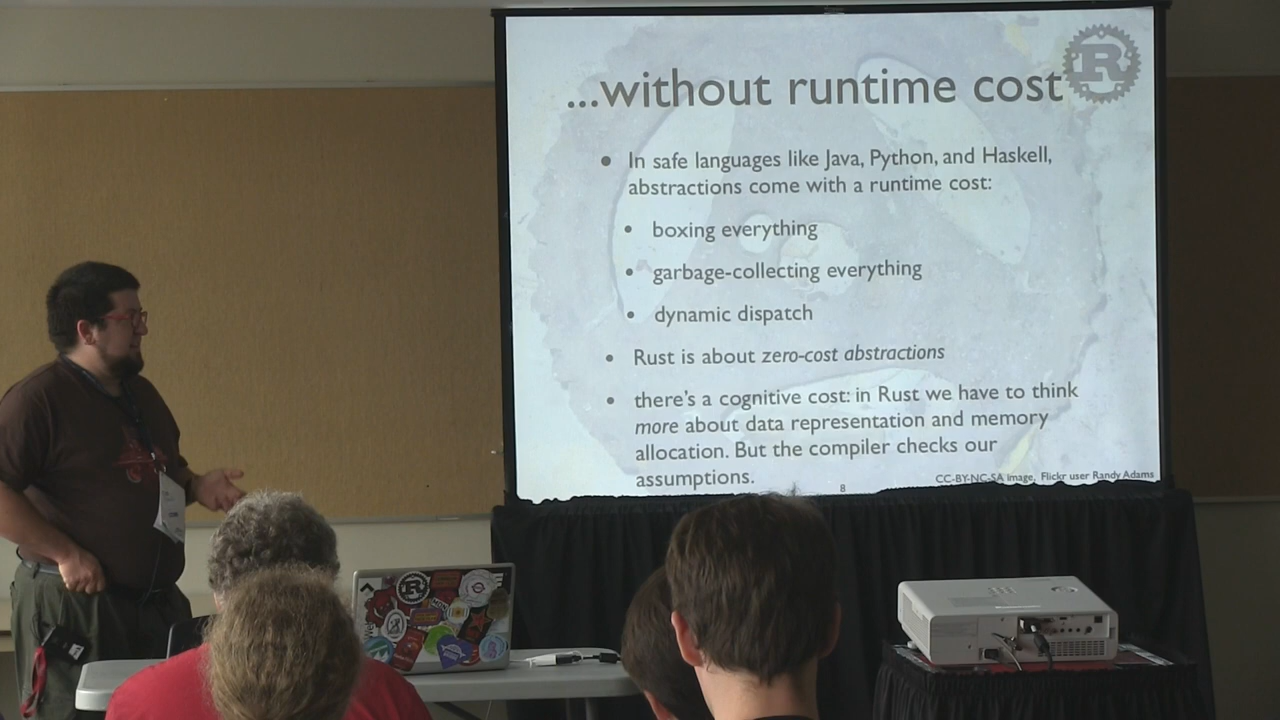 ...without runtime cost
R
• In safe languages like Java, Python, and Haskell,
abstractions come with a runtime cost:
• boxing everything
• garbage-collecting everything
• dynamic dispatch
• Rust is about zero-cost abstractions
• there's a cognitive cost: in Rust we have to think
more about data representation and memory
allocation. But the compiler checks our
assumptions.
CC-BY-NC-SA image, Flickr user Randy Adams
8
R